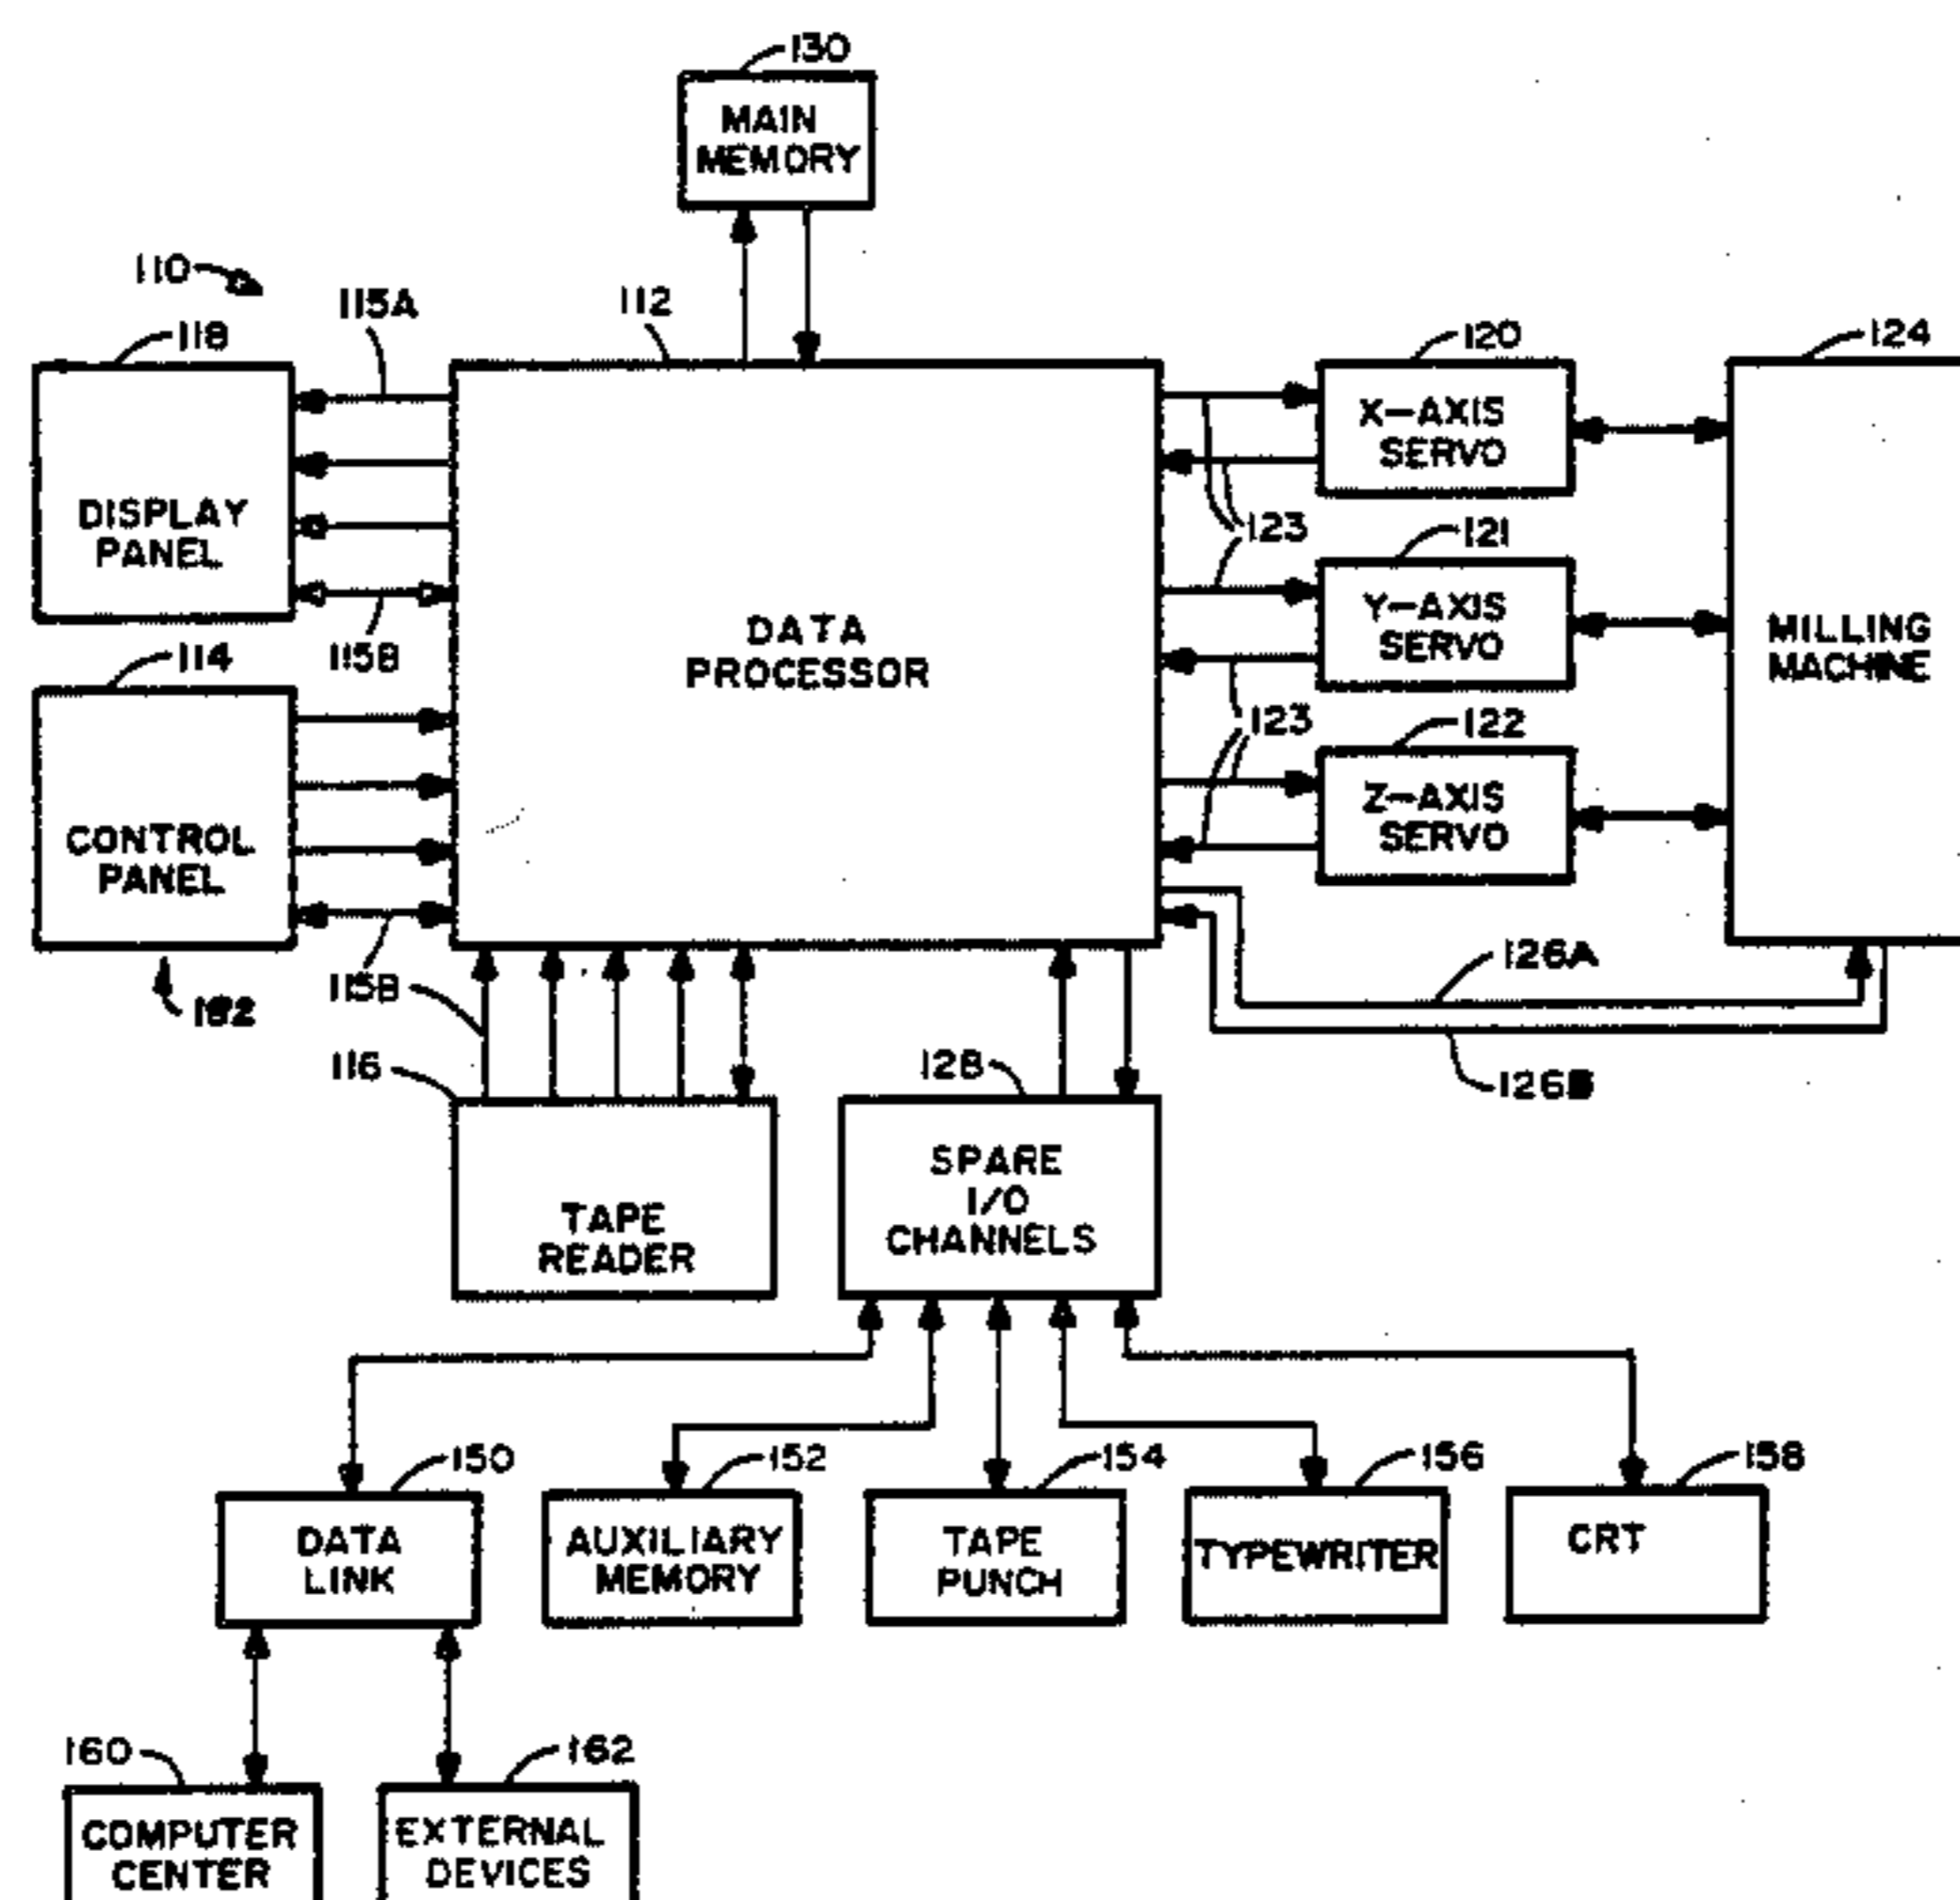 130
MAIN
MEMORY
110
115A
112
118
120
124
DISPLAY
PANEL
X-AXIS
SERVO
123
121
115B
114
DATA
PROCESSOR
Y-AXIS
SERVO
MILLING
MACHINE
123
122
CONTROL
PANEL
Z-AXIS
SERVO
115B
126A
116
128
126B
TAPE
READER
SPARE
I/O
CHANNELS
150
152
154
156
158
DATA
LINK
AUXILIARY
MEMORY
TAPE
PUNCH
TYPEWRITER
CRT
160
162
COMPUTER
CENTER
EXTERNAL
DEVICES